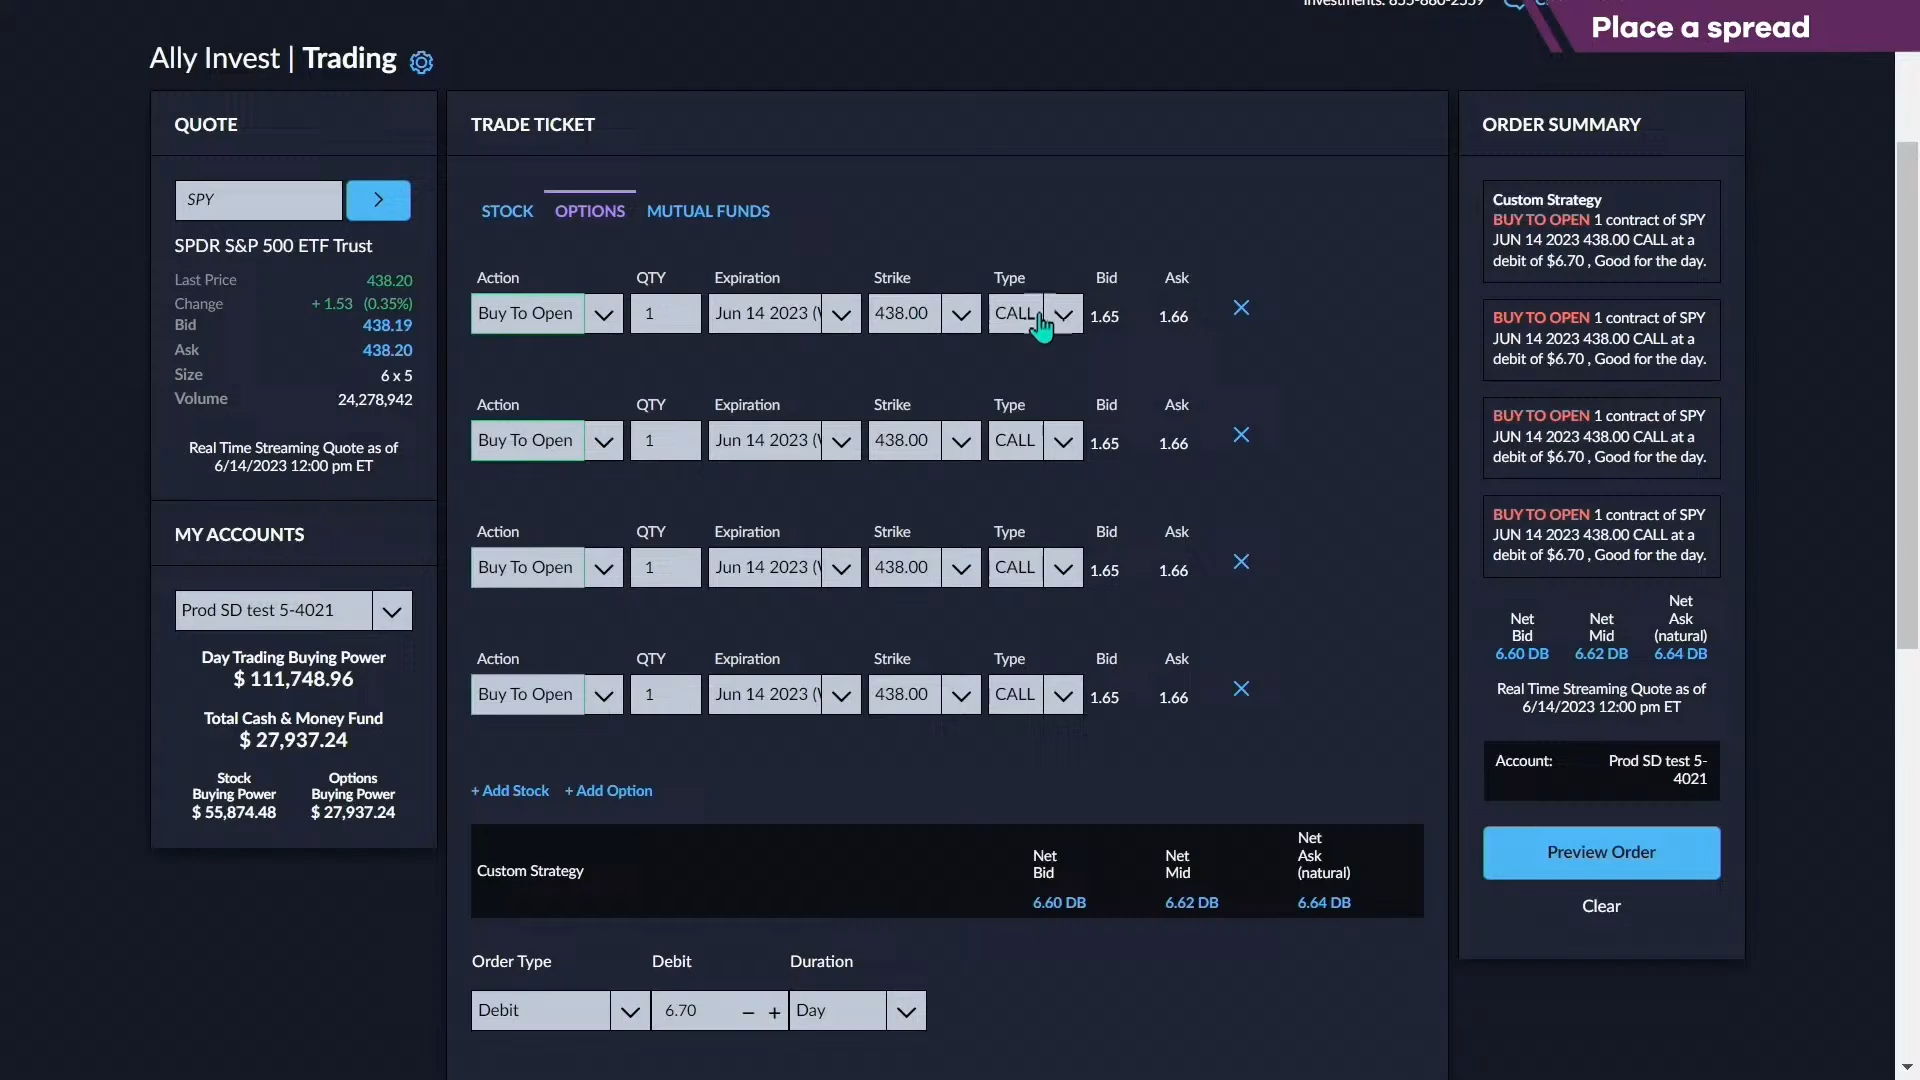 Place a spread
Ally Invest | Trading
QUOTE
SPY
SPDR S&P 500 ETF Trust
Last Price 438.20
Change + 1.53 (0.35%)
Bid 438.19
Ask 438.20
Size 6 x 5
Volume 24,278,942
Real Time Streaming Quote as of
6/14/2023 12:00 pm ET
MY ACCOUNTS
Prod SD test 5-4021
Day Trading Buying Power
$ 111,748.96
Total Cash & Money Fund
$ 27,937.24
Stock Options
Buying Power Buying Power
$ 55,874.48 $ 27,937.24
TRADE TICKET
STOCK OPTIONS MUTUAL FUNDS
Action QTY Expiration Strike Type Bid Ask
Buy To Open 1 Jun 14 2023 ( 438.00 CALL 1.65 1.66
Action QTY Expiration Strike Type Bid Ask
Buy To Open 1 Jun 14 2023 ( 438.00 CALL 1.65 1.66
Action QTY Expiration Strike Type Bid Ask
Buy To Open 1 Jun 14 2023 ( 438.00 CALL 1.65 1.66
Action QTY Expiration Strike Type Bid Ask
Buy To Open 1 Jun 14 2023 ( 438.00 CALL 1.65 1.66
+ Add Stock + Add Option
Custom Strategy
Net Bid
6.60 DB
Net Mid
6.62 DB
Net Ask (natural)
6.64 DB
Order Type Debit Duration
Debit 6.70 − + Day
ORDER SUMMARY
Custom Strategy
BUY TO OPEN 1 contract of SPY
JUN 14 2023 438.00 CALL at a
debit of $6.70 , Good for the day.
BUY TO OPEN 1 contract of SPY
JUN 14 2023 438.00 CALL at a
debit of $6.70 , Good for the day.
BUY TO OPEN 1 contract of SPY
JUN 14 2023 438.00 CALL at a
debit of $6.70 , Good for the day.
BUY TO OPEN 1 contract of SPY
JUN 14 2023 438.00 CALL at a
debit of $6.70 , Good for the day.
Net Bid
6.60 DB
Net Mid
6.62 DB
Net Ask (natural)
6.64 DB
Real Time Streaming Quote as of
6/14/2023 12:00 pm ET
Account: Prod SD test 5-
4021
Preview Order
Clear